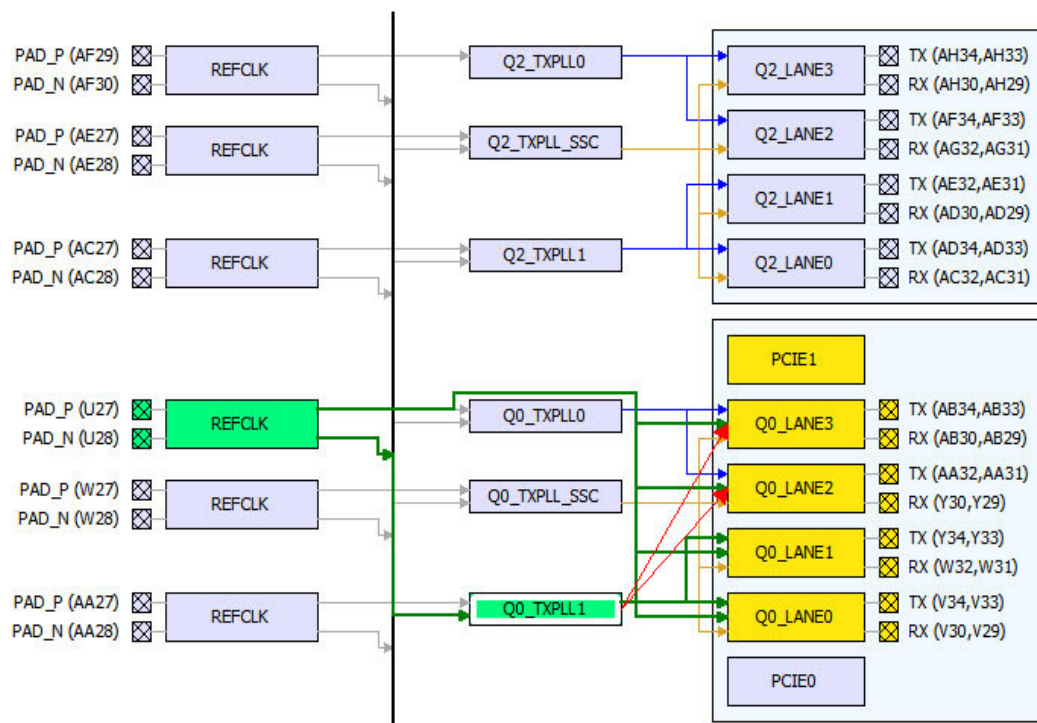 PAD_P (AF29)
PAD_N (AF30)
REFCLK
Q2_TXPLL0
Q2_LANE3
TX (AH34,AH33)
RX (AH30,AH29)
PAD_P (AE27)
PAD_N (AE28)
REFCLK
Q2_TXPLL_SSC
Q2_LANE2
TX (AF34,AF33)
RX (AG32,AG31)
Q2_LANE1
TX (AE32,AE31)
RX (AD30,AD29)
PAD_P (AC27)
PAD_N (AC28)
REFCLK
Q2_TXPLL1
Q2_LANE0
TX (AD34,AD33)
RX (AC32,AC31)
PCIE1
PAD_P (U27)
PAD_N (U28)
REFCLK
Q0_TXPLL0
Q0_LANE3
TX (AB34,AB33)
RX (AB30,AB29)
PAD_P (W27)
PAD_N (W28)
REFCLK
Q0_TXPLL_SSC
Q0_LANE2
TX (AA32,AA31)
RX (Y30,Y29)
Q0_LANE1
TX (Y34,Y33)
RX (W32,W31)
PAD_P (AA27)
PAD_N (AA28)
REFCLK
Q0_TXPLL1
Q0_LANE0
TX (V34,V33)
RX (V30,V29)
PCIE0